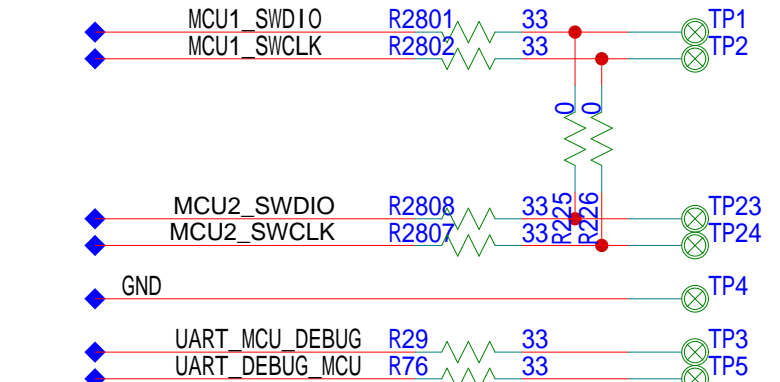 MCU1_SWDIO R2801 33 TP1
MCU1_SWCLK R2802 33 TP2
0 0
MCU2_SWDIO R2808 33 R225 R226 TP23
MCU2_SWCLK R2807 33 TP24
GND TP4
UART_MCU_DEBUG R29 33 TP3
UART_DEBUG_MCU R76 33 TP5